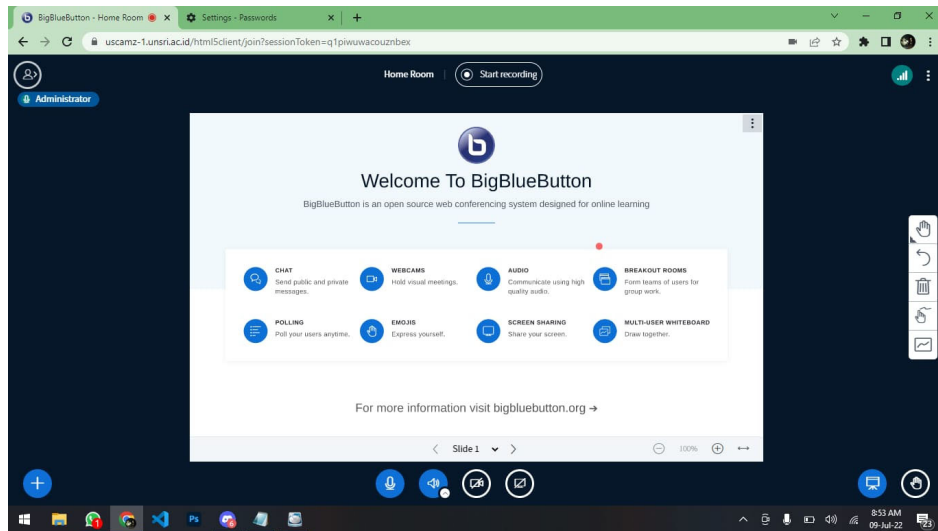 BigBlueButton - Home Room
Settings - Passwords
uscamz-1.unsri.ac.id/html5client/join?sessionToken=q1piwuwacouznbex
Home Room | Start recording
Administrator
Welcome To BigBlueButton
BigBlueButton is an open source web conferencing system designed for online learning
CHAT
Send public and private
messages.
WEBCAMS
Hold visual meetings.
AUDIO
Communicate using high
quality audio.
BREAKOUT ROOMS
Form teams of users for
group work.
POLLING
Poll your users anytime.
EMOJIS
Express yourself.
SCREEN SHARING
Share your screen.
MULTI-USER WHITEBOARD
Draw together.
For more information visit bigbluebutton.org →
Slide 1
100%
Ps
8:53 AM
09-Jul-22
23